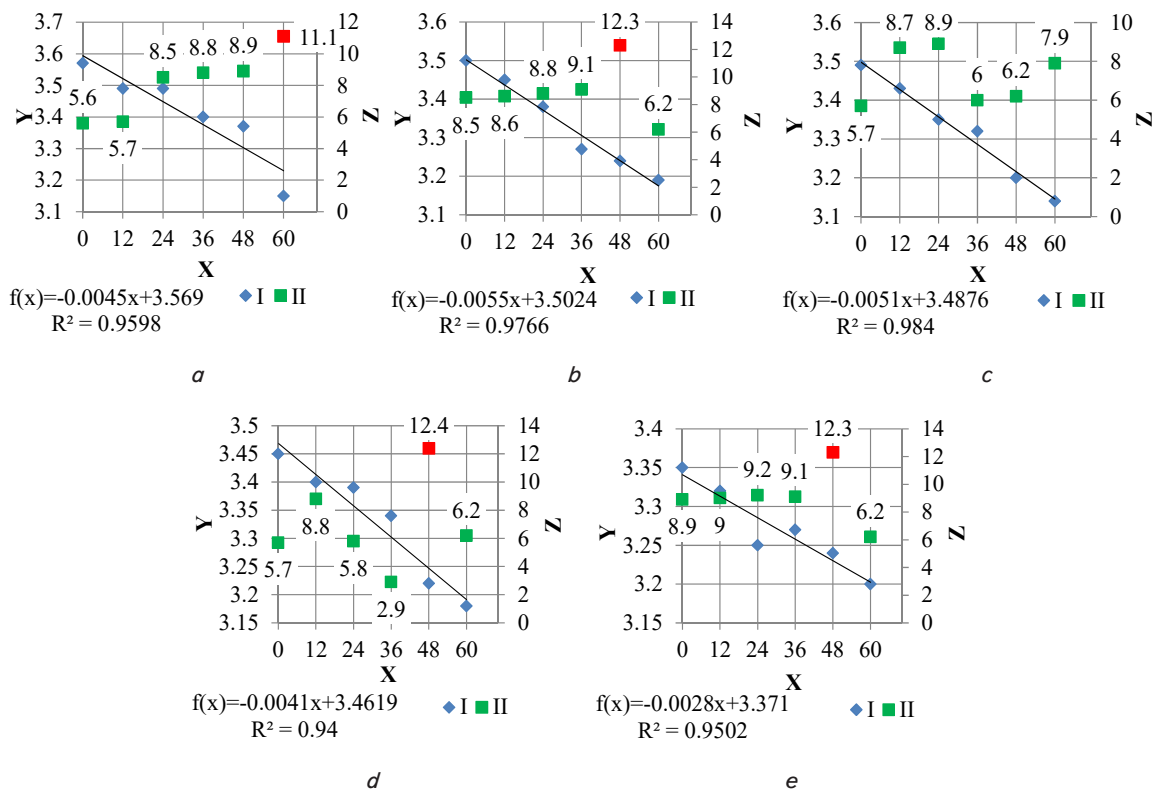 3.7
3.6
3.5
3.4
3.3
3.2
3.1
Y
5.6
5.7
8.5
8.8
8.9
11.1
12
10
8
6
4
2
0
Z
0 12 24 36 48 60
X
f(x)=-0.0045x+3.569
R² = 0.9598
I II
a
3.6
3.5
3.4
3.3
3.2
3.1
Y
8.5
8.6
8.8
9.1
12.3
6.2
14
12
10
8
6
4
2
0
Z
0 12 24 36 48 60
X
f(x)=-0.0055x+3.5024
R² = 0.9766
I II
b
3.6
3.5
3.4
3.3
3.2
3.1
Y
5.7
8.7
8.9
6
6.2
7.9
10
8
6
4
2
0
Z
0 12 24 36 48 60
X
f(x)=-0.0051x+3.4876
R² = 0.984
I II
c
3.5
3.45
3.4
3.35
3.3
3.25
3.2
3.15
Y
5.7
8.8
5.8
2.9
12.4
6.2
14
12
10
8
6
4
2
0
Z
0 12 24 36 48 60
X
f(x)=-0.0041x+3.4619
R² = 0.94
I II
d
3.4
3.35
3.3
3.25
3.2
3.15
Y
8.9
9
9.2
9.1
12.3
6.2
14
12
10
8
6
4
2
0
Z
0 12 24 36 48 60
X
f(x)=-0.0028x+3.371
R² = 0.9502
I II
e